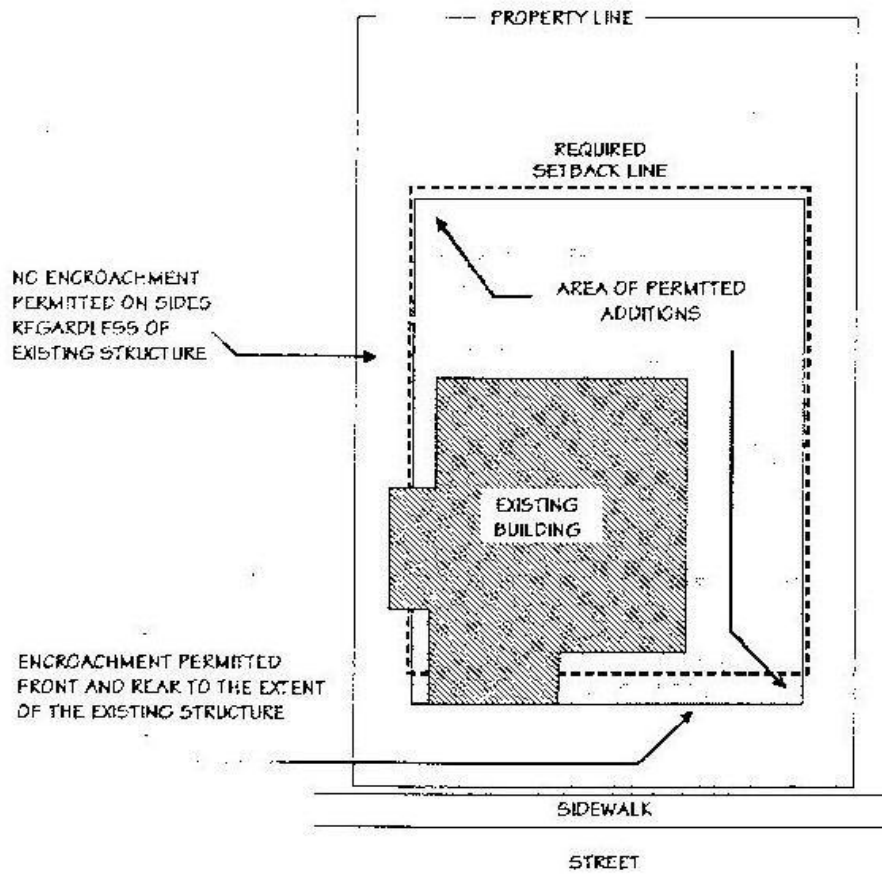 PROPERTY LINE
REQUIRED
SETBACK LINE
NO ENCROACHMENT
PERMITTED ON SIDES
REGARDLESS OF
EXISTING STRUCTURE
AREA OF PERMITTED
ADDITIONS
EXISTING
BUILDING
ENCROACHMENT PERMITTED
FRONT AND REAR TO THE EXTENT
OF THE EXISTING STRUCTURE
SIDEWALK
STREET